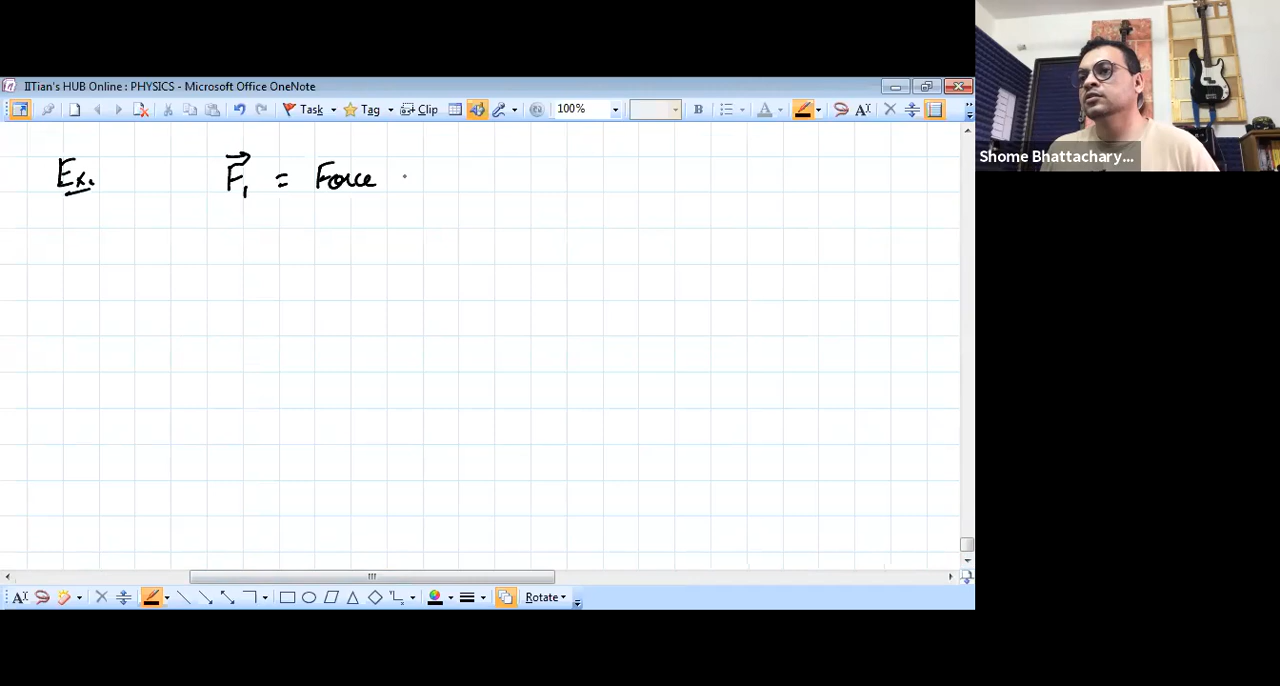 IITian's HUB Online : PHYSICS - Microsoft Office OneNote
Task Tag Clip 100% B A
Ex. F⃗₁ = Force
Shome Bhattachary...
Rotate